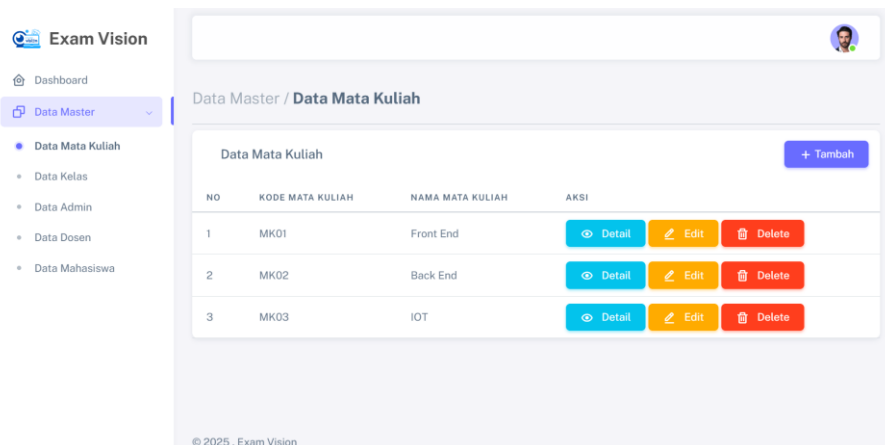 Exam Vision
Dashboard
Data Master
Data Mata Kuliah
Data Kelas
Data Admin
Data Dosen
Data Mahasiswa
Data Master / Data Mata Kuliah
Data Mata Kuliah
+ Tambah
NO KODE MATA KULIAH NAMA MATA KULIAH AKSI
1 MK01 Front End Detail Edit Delete
2 MK02 Back End Detail Edit Delete
3 MK03 IOT Detail Edit Delete
© 2025 , Exam Vision